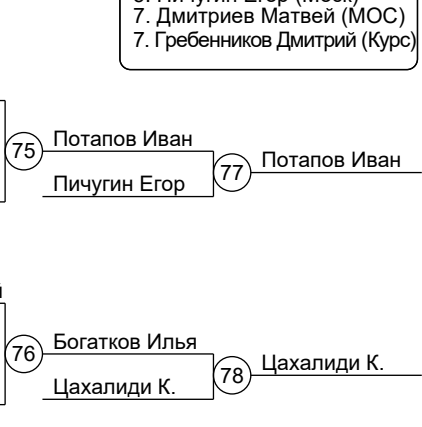 7. Дмитриев Матвей (МОС)
7. Гребенников Дмитрий (Курс)
Потапов Иван
75
Потапов Иван
77
Пичугин Егор
Богатков Илья
76
Цахалиди К.
78
Цахалиди К.